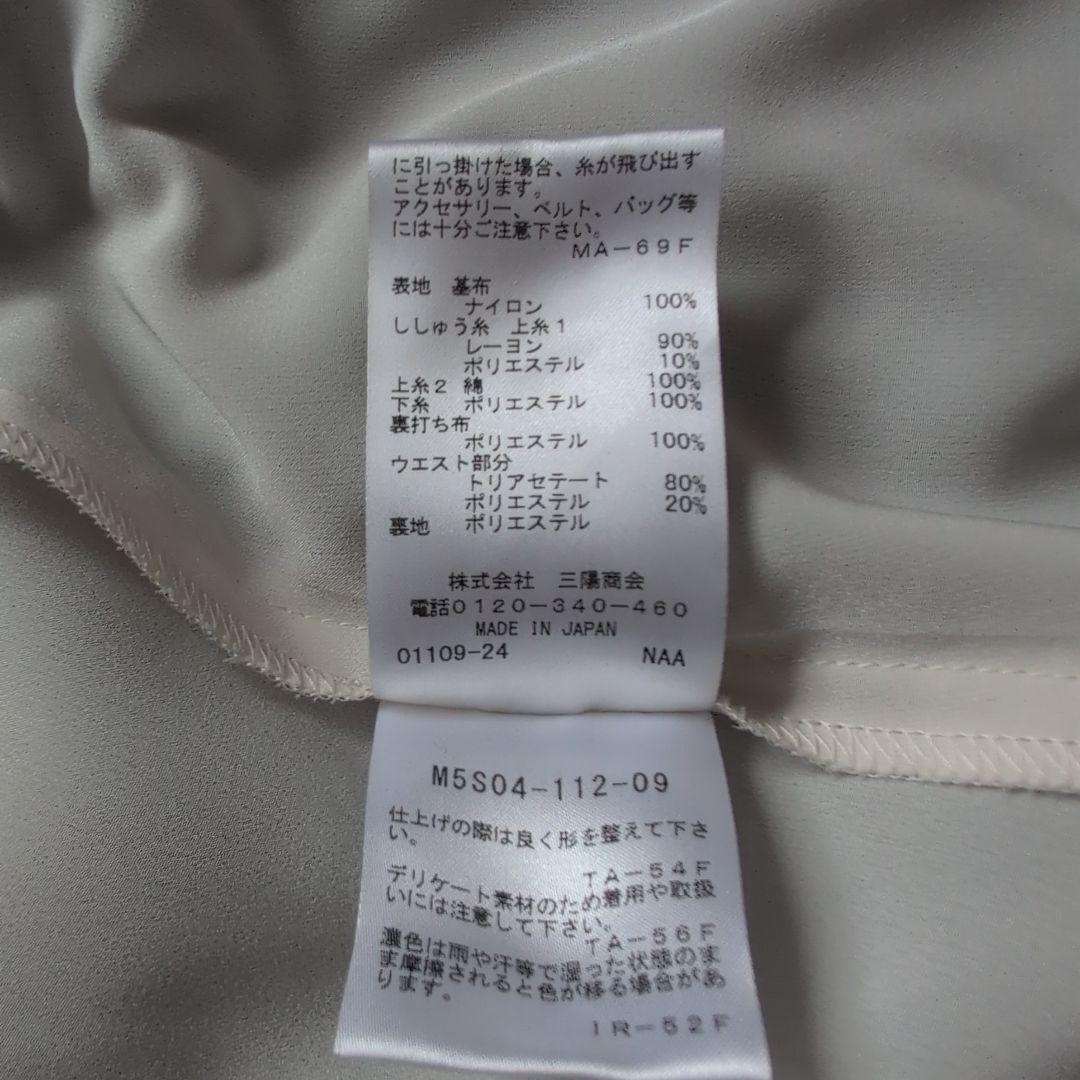 に引っ掛けた場合、糸が飛び出す
ことがあります。
アクセサリー、ベルト、バッグ等
には十分ご注意下さい。
MA-69F
表地 基布
ナイロン 100%
ししゅう糸 上糸1
レーヨン 90%
ポリエステル 10%
上糸2 綿 100%
下糸 ポリエステル 100%
裏打ち布
ポリエステル 100%
ウエスト部分
トリアセテート 80%
ポリエステル 20%
裏地 ポリエステル
株式会社 三陽商会
電話0120-340-460
MADE IN JAPAN
01109-24 NAA
M5S04-112-09
仕上げの際は良く形を整えて下さ
い。
TA-54F
デリケート素材のため着用や取扱
いには注意して下さい。
TA-56F
濃色は雨や汗等で湿った状態のま
ま摩擦されると色が移る場合があ
ります。
IR-52F